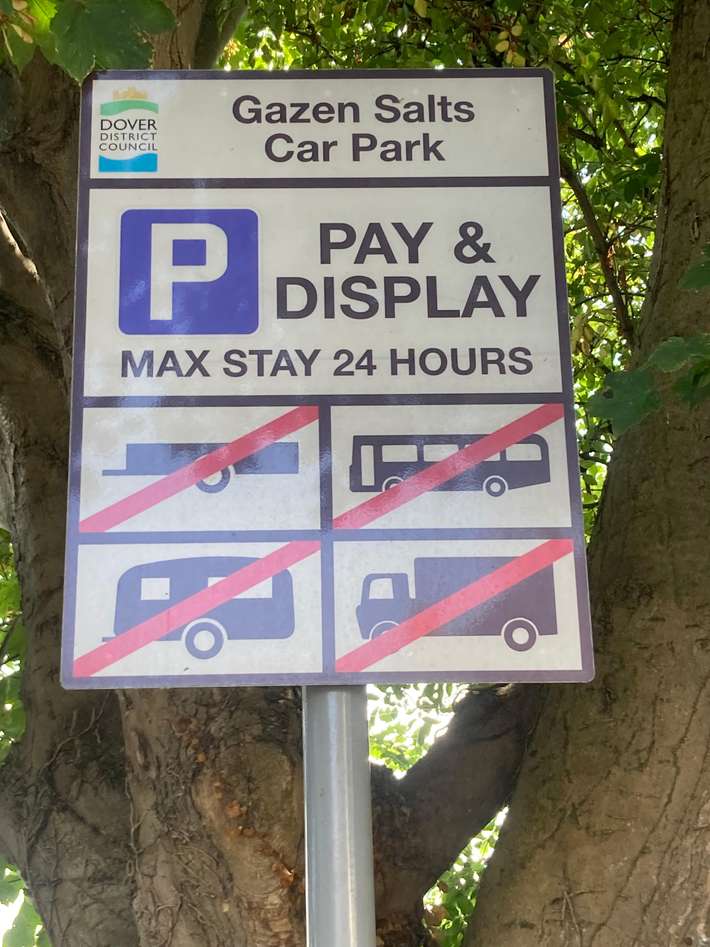 DOVER
DISTRICT
COUNCIL
Gazen Salts
Car Park
P
PAY &
DISPLAY
MAX STAY 24 HOURS